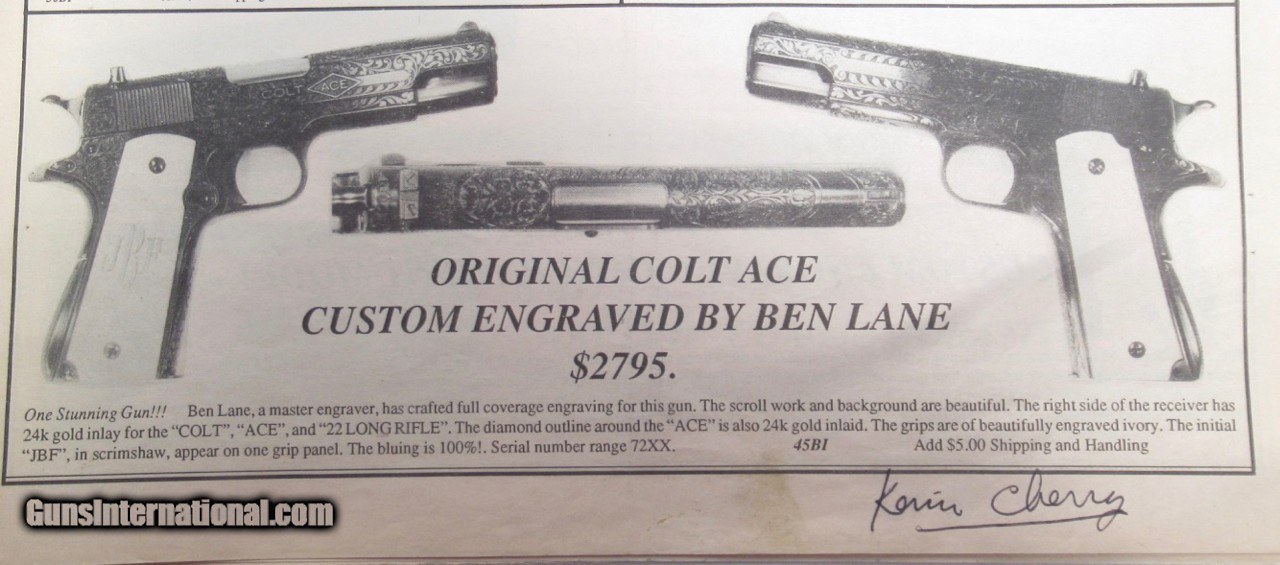 COLT ACE
JBF
ORIGINAL COLT ACE
CUSTOM ENGRAVED BY BEN LANE
$2795.
One Stunning Gun!!! Ben Lane, a master engraver, has crafted full coverage engraving for this gun. The scroll work and background are beautiful. The right side of the receiver has
24k gold inlay for the “COLT”, “ACE”, and “22 LONG RIFLE”. The diamond outline around the “ACE” is also 24k gold inlaid. The grips are of beautifully engraved ivory. The initial
“JBF”, in scrimshaw, appear on one grip panel. The bluing is 100%!. Serial number range 72XX. 45BI Add $5.00 Shipping and Handling
Kevin Cherry
GunsInternational.com